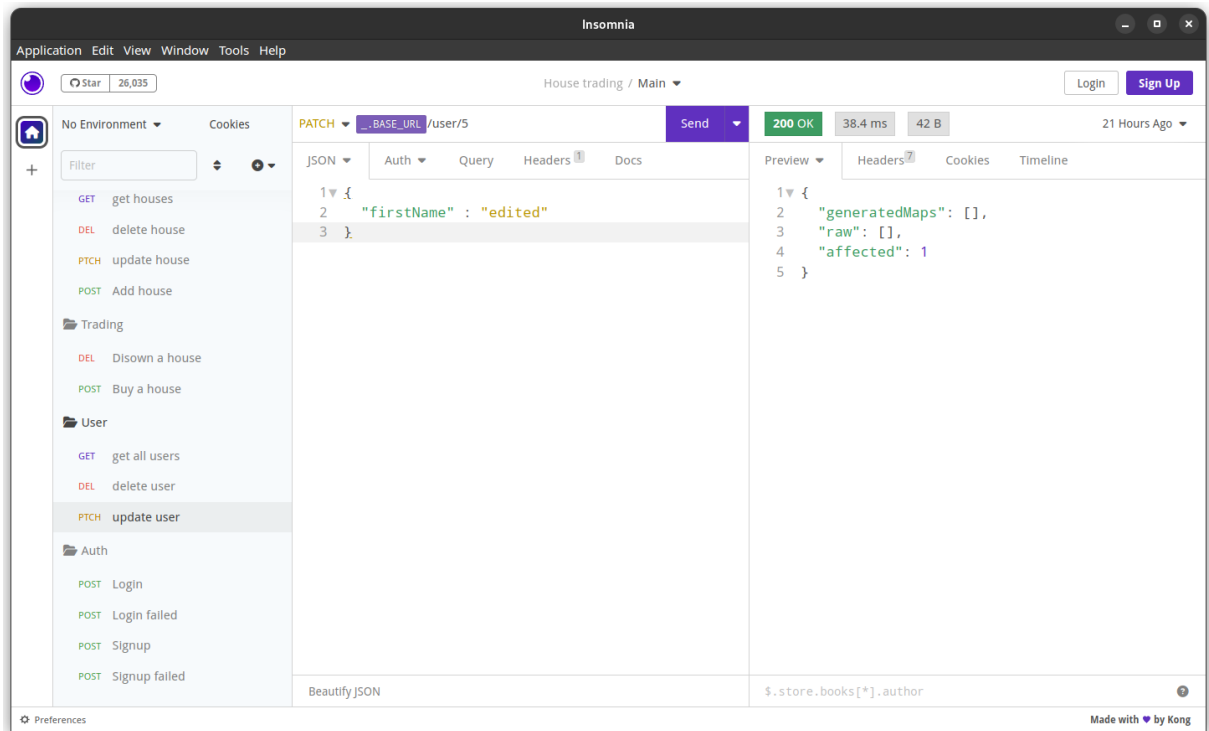 Insomnia
Application Edit View Window Tools Help
Star 26,035
House trading / Main
Login Sign Up
No Environment Cookies
Filter
GET get houses
DEL delete house
PTCH update house
POST Add house
Trading
DEL Disown a house
POST Buy a house
User
GET get all users
DEL delete user
PTCH update user
Auth
POST Login
POST Login failed
POST Signup
POST Signup failed
PATCH _.BASE_URL /user/5 Send
JSON Auth Query Headers 1 Docs
1 {
2 "firstName" : "edited"
3 }
Beautify JSON
200 OK 38.4 ms 42 B 21 Hours Ago
Preview Headers 7 Cookies Timeline
1 {
2 "generatedMaps": [],
3 "raw": [],
4 "affected": 1
5 }
$.store.books[*].author ?
Preferences
Made with ♥ by Kong